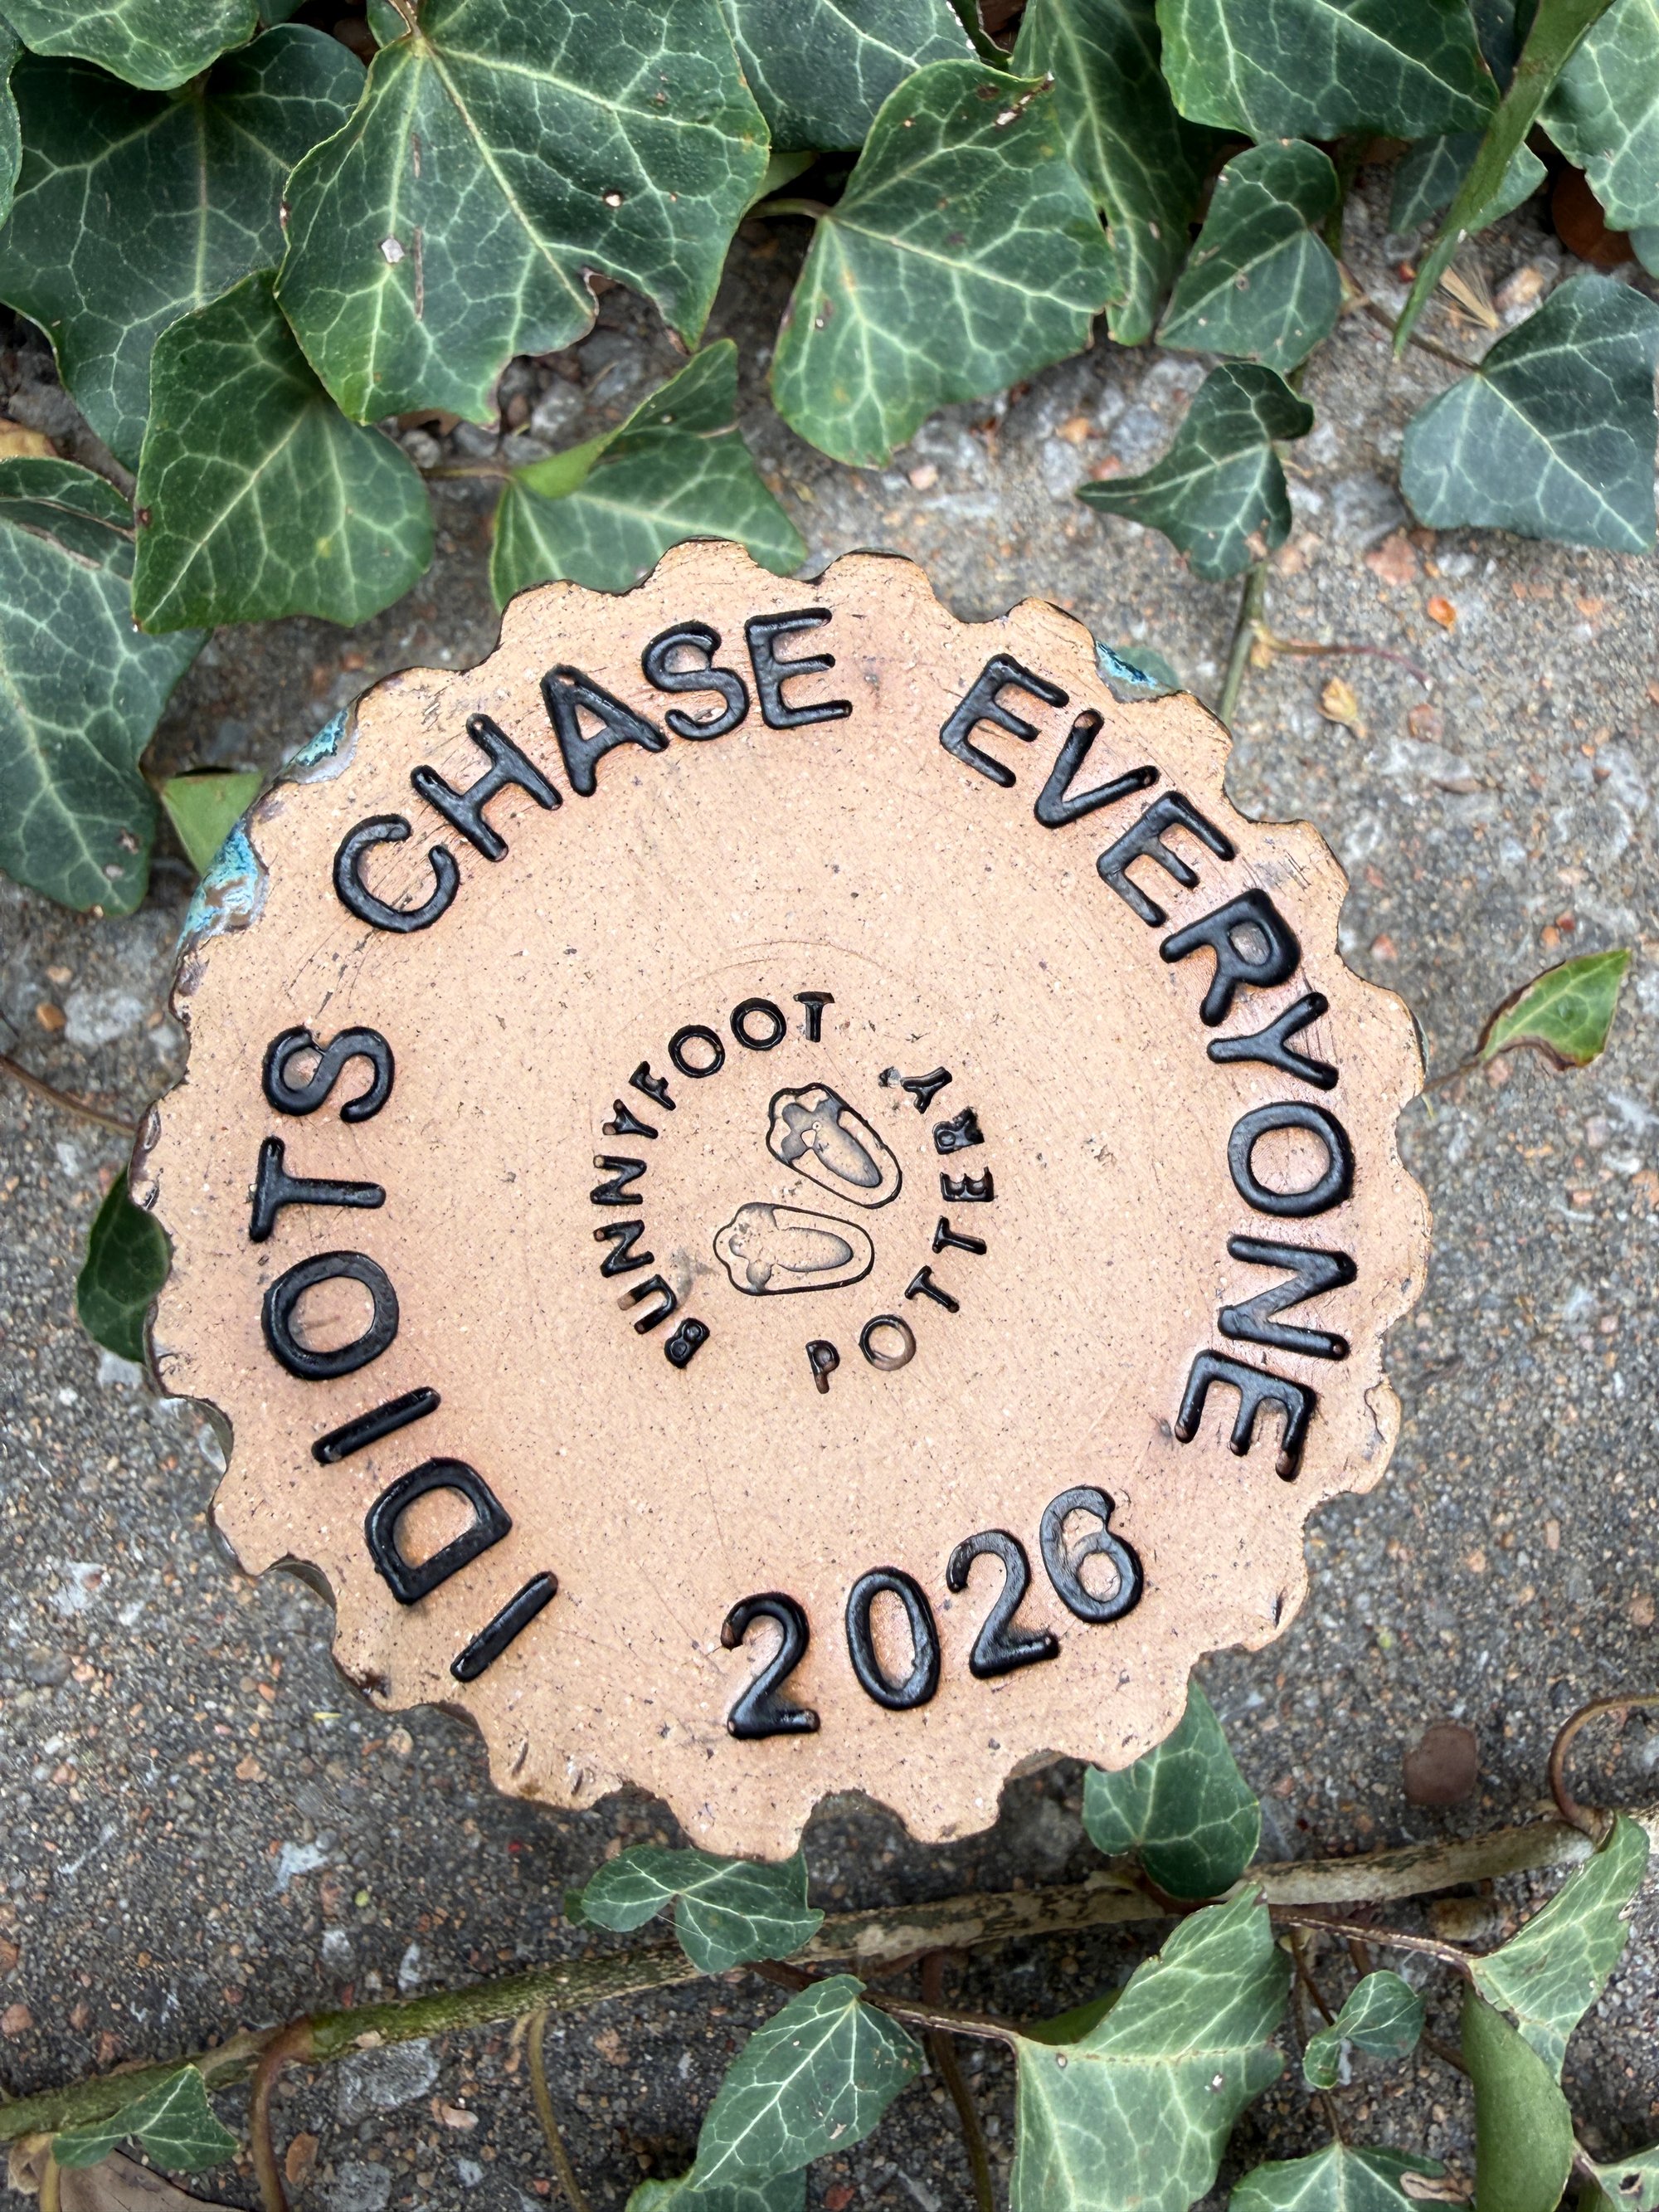 IDIOTS CHASE EVERYONE
2026
BUNNYFOOT POTTERY